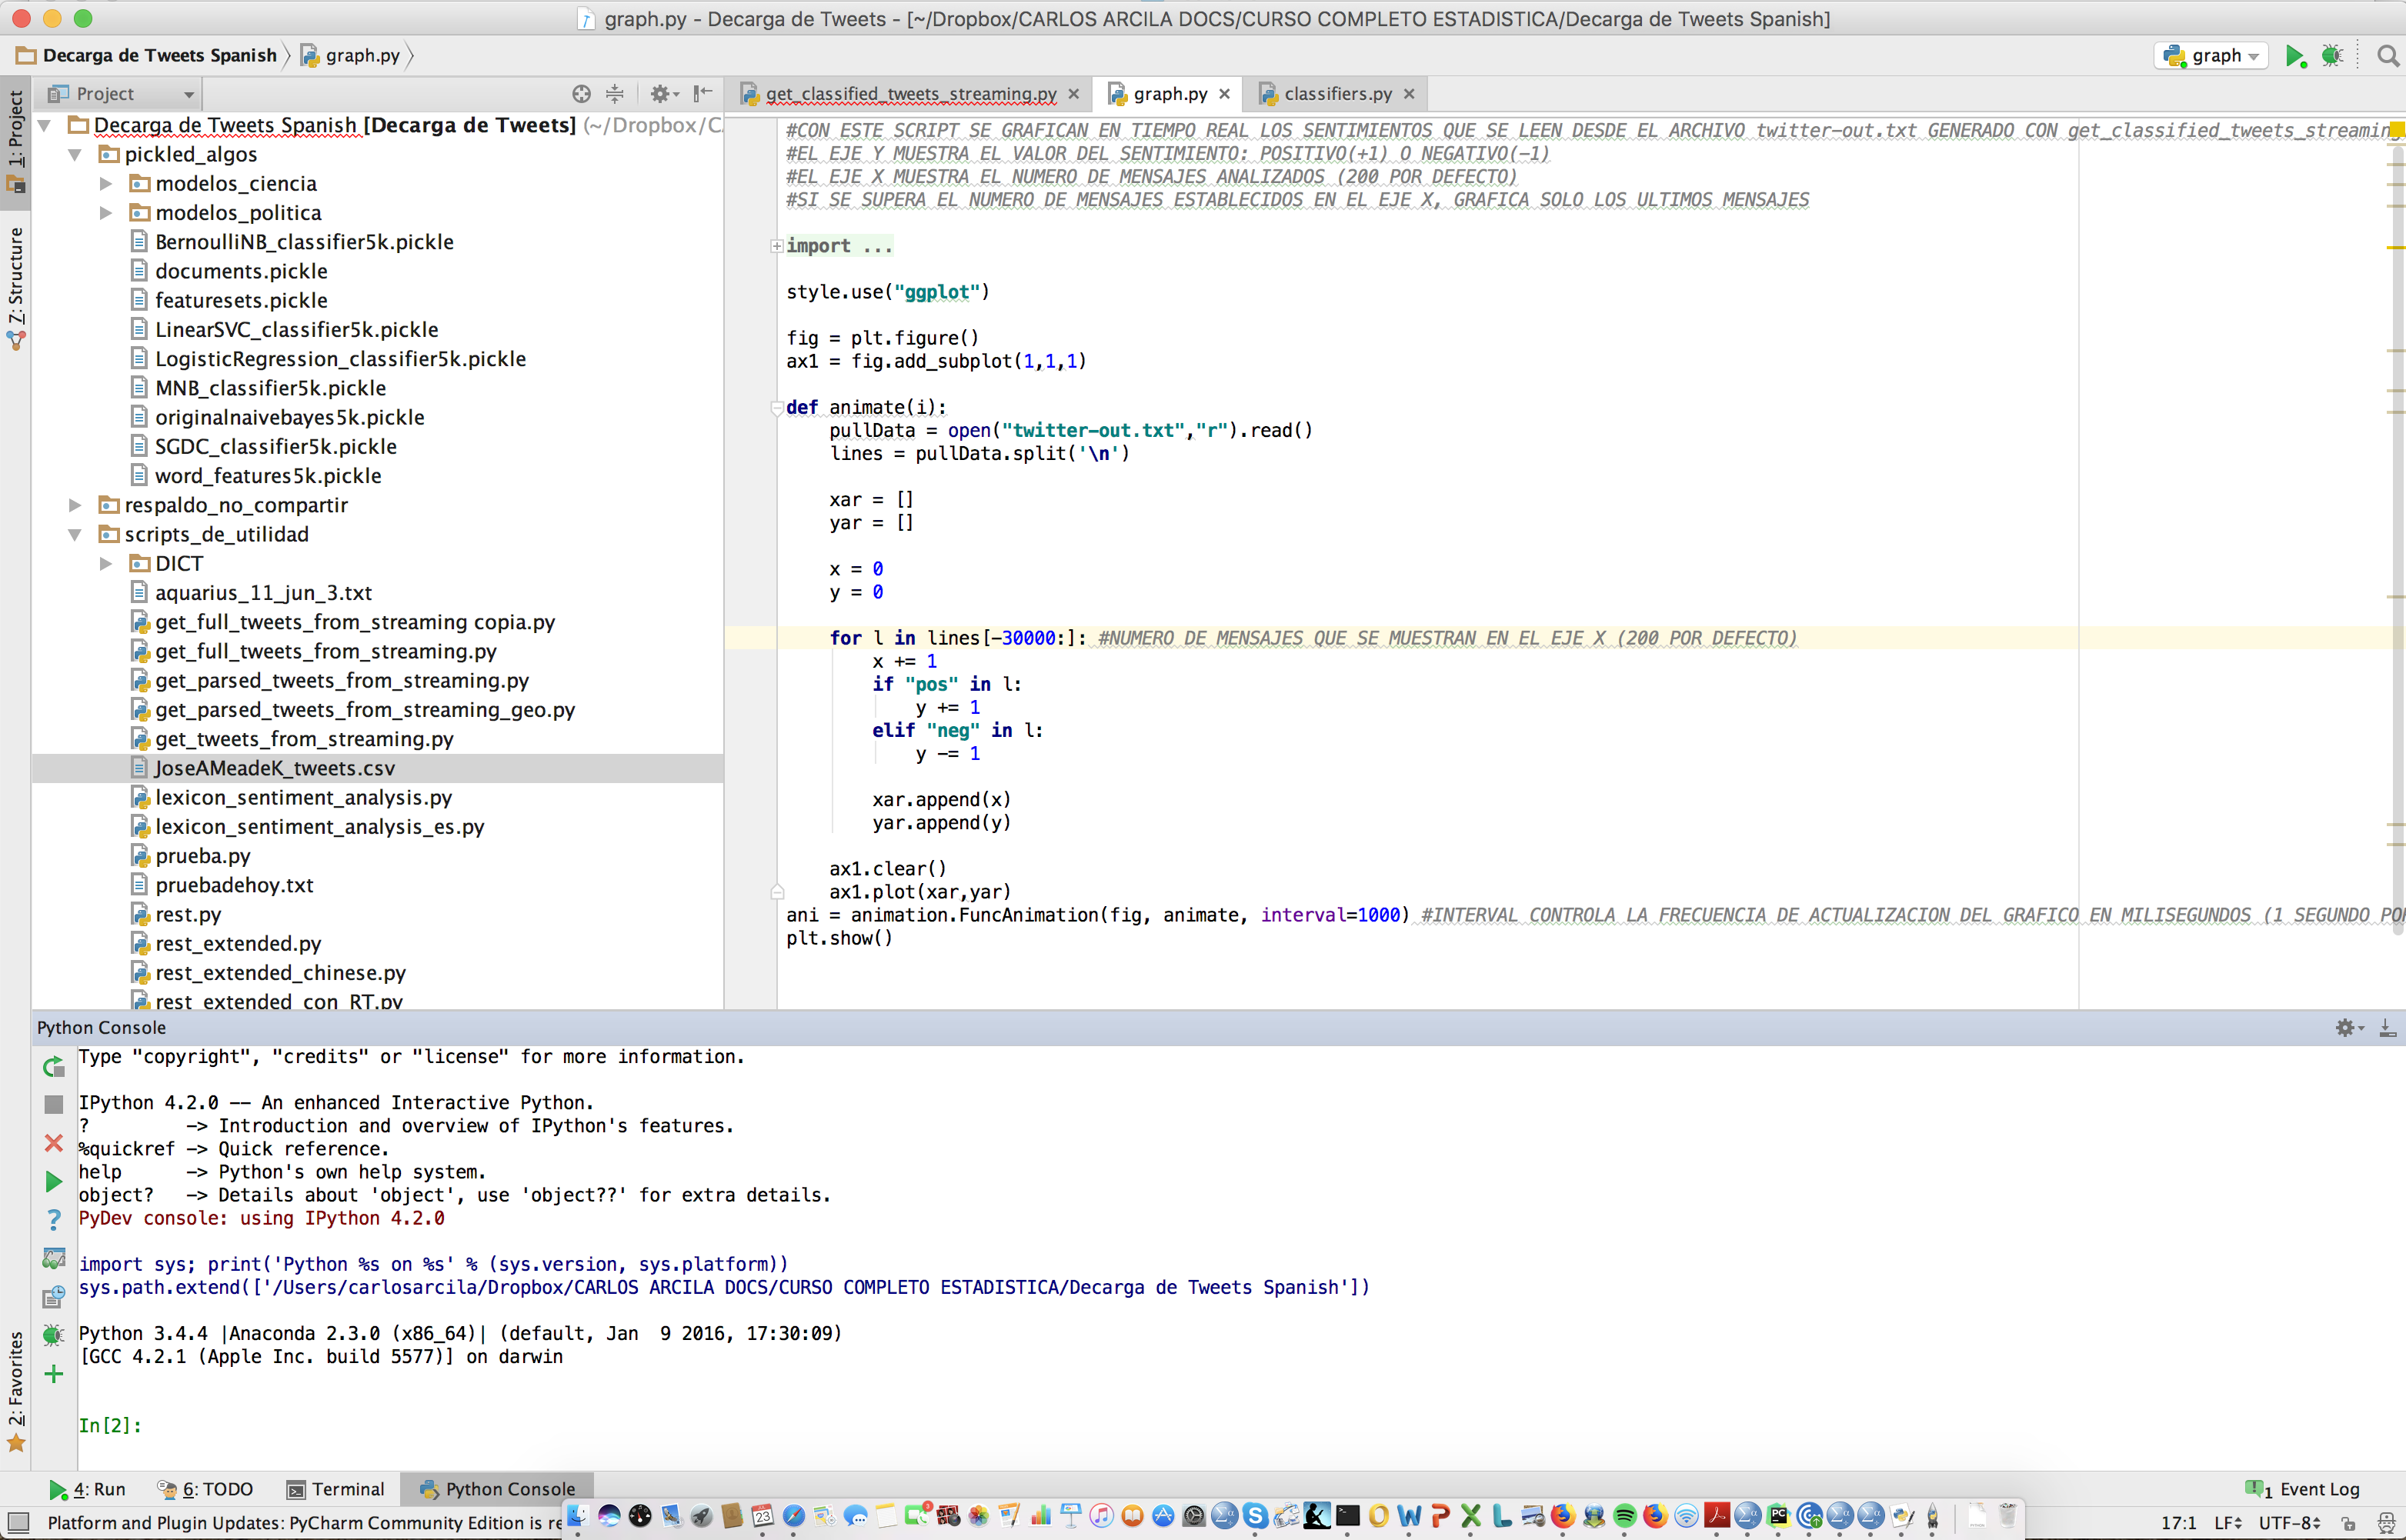 graph.py - Decarga de Tweets - [~/Dropbox/CARLOS ARCILA DOCS/CURSO COMPLETO ESTADISTICA/Decarga de Tweets Spanish]
Decarga de Tweets Spanish graph.py graph
1: Project
Z: Structure
2: Favorites
Project
get_classified_tweets_streaming.py graph.py classifiers.py
Decarga de Tweets Spanish [Decarga de Tweets] (~/Dropbox/C
pickled_algos
modelos_ciencia
modelos_politica
BernoulliNB_classifier5k.pickle
documents.pickle
featuresets.pickle
LinearSVC_classifier5k.pickle
LogisticRegression_classifier5k.pickle
MNB_classifier5k.pickle
originalnaivebayes5k.pickle
SGDC_classifier5k.pickle
word_features5k.pickle
respaldo_no_compartir
scripts_de_utilidad
DICT
aquarius_11_jun_3.txt
get_full_tweets_from_streaming copia.py
get_full_tweets_from_streaming.py
get_parsed_tweets_from_streaming.py
get_parsed_tweets_from_streaming_geo.py
get_tweets_from_streaming.py
JoseAMeadeK_tweets.csv
lexicon_sentiment_analysis.py
lexicon_sentiment_analysis_es.py
prueba.py
pruebadehoy.txt
rest.py
rest_extended.py
rest_extended_chinese.py
rest_extended_con_RT.py
#CON ESTE SCRIPT SE GRAFICAN EN TIEMPO REAL LOS SENTIMIENTOS QUE SE LEEN DESDE EL ARCHIVO twitter-out.txt GENERADO CON get_classified_tweets_streaming
#EL EJE Y MUESTRA EL VALOR DEL SENTIMIENTO: POSITIVO(+1) O NEGATIVO(-1)
#EL EJE X MUESTRA EL NUMERO DE MENSAJES ANALIZADOS (200 POR DEFECTO)
#SI SE SUPERA EL NUMERO DE MENSAJES ESTABLECIDOS EN EL EJE X, GRAFICA SOLO LOS ULTIMOS MENSAJES
import ...
style.use("ggplot")
fig = plt.figure()
ax1 = fig.add_subplot(1,1,1)
def animate(i):
pullData = open("twitter-out.txt","r").read()
lines = pullData.split('\n')
xar = []
yar = []
x = 0
y = 0
for l in lines[-30000:]: #NUMERO DE MENSAJES QUE SE MUESTRAN EN EL EJE X (200 POR DEFECTO)
x += 1
if "pos" in l:
y += 1
elif "neg" in l:
y -= 1
xar.append(x)
yar.append(y)
ax1.clear()
ax1.plot(xar,yar)
ani = animation.FuncAnimation(fig, animate, interval=1000) #INTERVAL CONTROLA LA FRECUENCIA DE ACTUALIZACION DEL GRAFICO EN MILISEGUNDOS (1 SEGUNDO POR
plt.show()
Python Console
Type "copyright", "credits" or "license" for more information.
IPython 4.2.0 -- An enhanced Interactive Python.
? -> Introduction and overview of IPython's features.
%quickref -> Quick reference.
help -> Python's own help system.
object? -> Details about 'object', use 'object??' for extra details.
PyDev console: using IPython 4.2.0
import sys; print('Python %s on %s' % (sys.version, sys.platform))
sys.path.extend(['/Users/carlosarcila/Dropbox/CARLOS ARCILA DOCS/CURSO COMPLETO ESTADISTICA/Decarga de Tweets Spanish'])
Python 3.4.4 |Anaconda 2.3.0 (x86_64)| (default, Jan  9 2016, 17:30:09)
[GCC 4.2.1 (Apple Inc. build 5577)] on darwin
In[2]:
4: Run 6: TODO Terminal Python Console 1 Event Log
Platform and Plugin Updates: PyCharm Community Edition is re 17:1 LF UTF-8